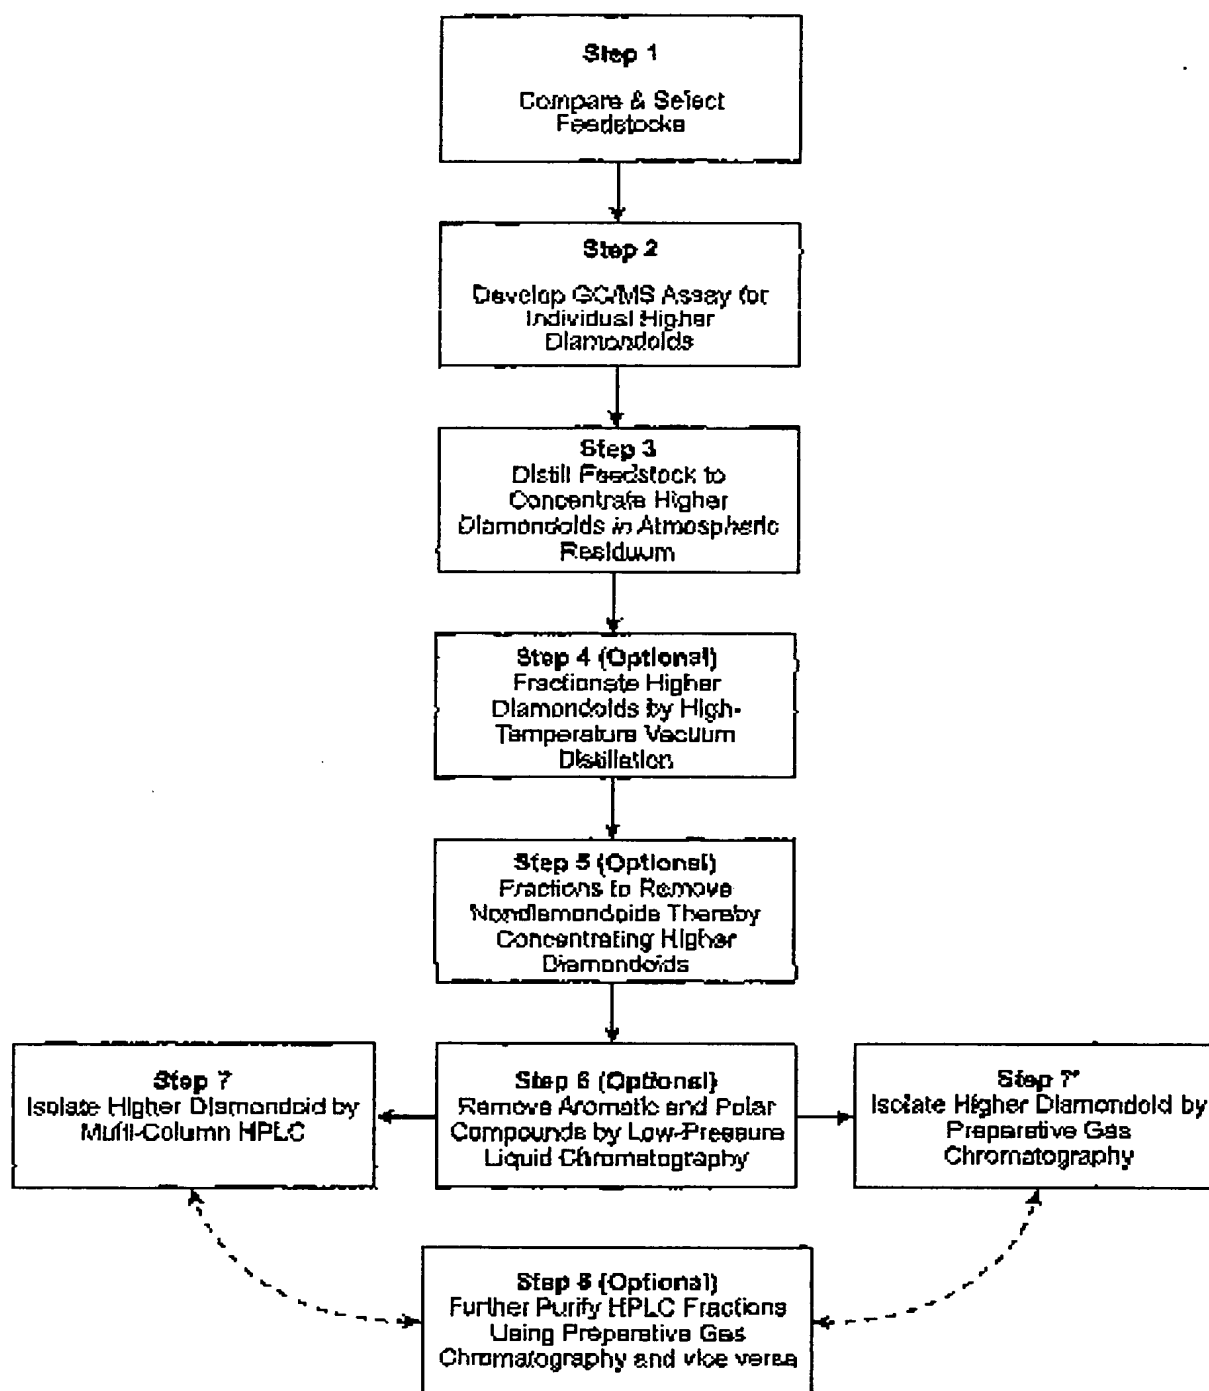 Step 1
Compare & Select
Feedstocks
Step 2
Develop GC/MS Assay for
Individual Higher
Diamondoids
Step 3
Distill Feedstock to
Concentrate Higher
Diamondoids in Atmospheric
Residuum
Step 4 (Optional)
Fractionate Higher
Diamondoids by High-
Temperature Vacuum
Distillation
Step 5 (Optional)
Fractions to Remove
Nondiamondoids Thereby
Concentrating Higher
Diamondoids
Step 6 (Optional)
Remove Aromatic and Polar
Compounds by Low-Pressure
Liquid Chromatography
Step 7
Isolate Higher Diamondoid by
Multi-Column HPLC
Step 7'
Isolate Higher Diamondoid by
Preparative Gas
Chromatography
Step 8 (Optional)
Further Purify HPLC Fractions
Using Preparative Gas
Chromatography and vice versa